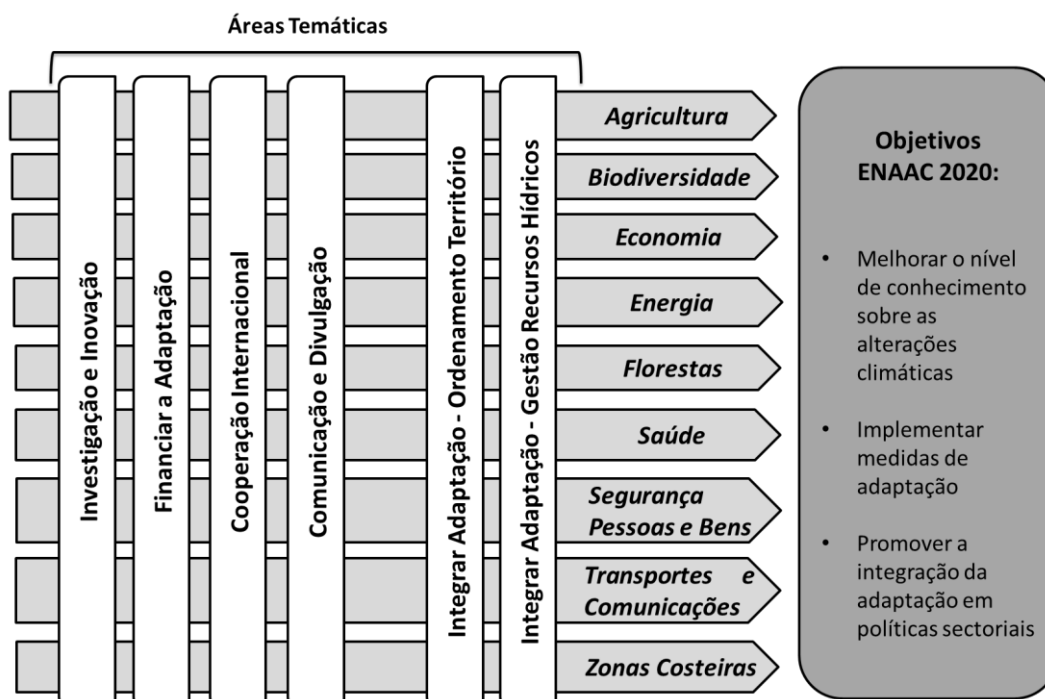 Áreas Temáticas
Investigação e Inovação
Financiar a Adaptação
Cooperação Internacional
Comunicação e Divulgação
Integrar Adaptação - Ordenamento Território
Integrar Adaptação - Gestão Recursos Hídricos
Agricultura
Biodiversidade
Economia
Energia
Florestas
Saúde
Segurança
Pessoas e Bens
Transportes e
Comunicações
Zonas Costeiras
Objetivos
ENAAC 2020:
• Melhorar o nível
de conhecimento
sobre as
alterações
climáticas
• Implementar
medidas de
adaptação
• Promover a
integração da
adaptação em
políticas sectoriais